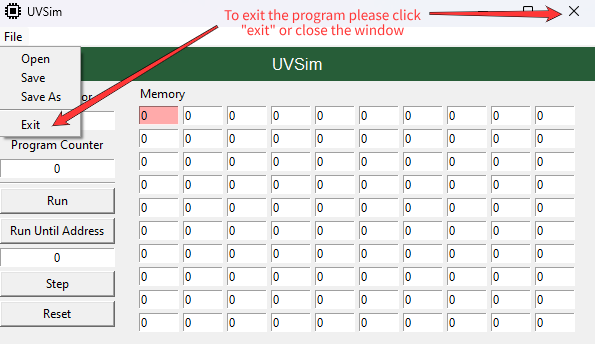 UVSim
To exit the program please click
"exit" or close the window
File
UVSim
Open
Save
Save As
Exit
or
Memory
Program Counter
0
Run
Run Until Address
0
Step
Reset
0 0 0 0 0 0 0 0 0 0
0 0 0 0 0 0 0 0 0 0
0 0 0 0 0 0 0 0 0 0
0 0 0 0 0 0 0 0 0 0
0 0 0 0 0 0 0 0 0 0
0 0 0 0 0 0 0 0 0 0
0 0 0 0 0 0 0 0 0 0
0 0 0 0 0 0 0 0 0 0
0 0 0 0 0 0 0 0 0 0
0 0 0 0 0 0 0 0 0 0